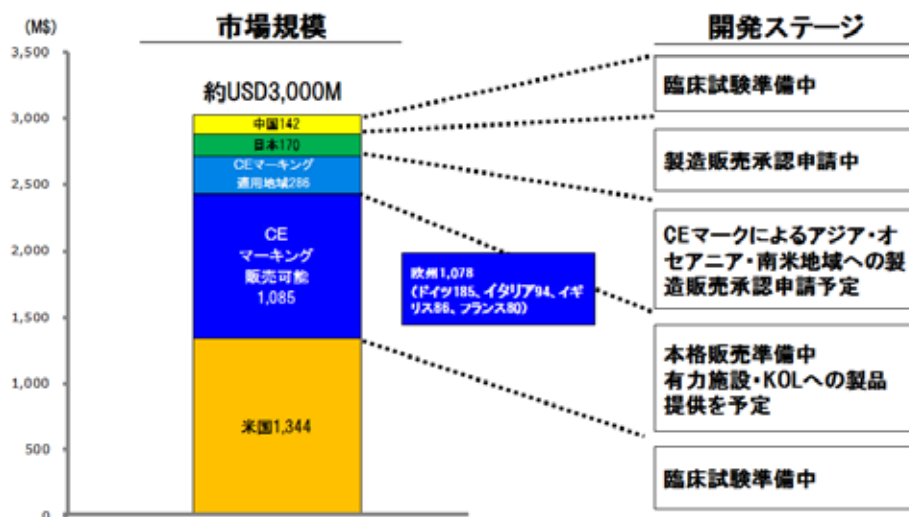 (M$)
市場規模
開発ステージ
3,500
3,000
2,500
2,000
1,500
1,000
500
0
約USD3,000M
中国142
日本170
CEマーキング
適用地域286
CE
マーキング
販売可能
1,085
米国1,344
欧州1,078
(ドイツ185、イタリア94、イギ
リス86、フランス80)
臨床試験準備中
製造販売承認申請中
CEマークによるアジア・オ
セアニア・南米地域への製
造販売承認申請予定
本格販売準備中
有力施設・KOLへの製品
提供を予定
臨床試験準備中